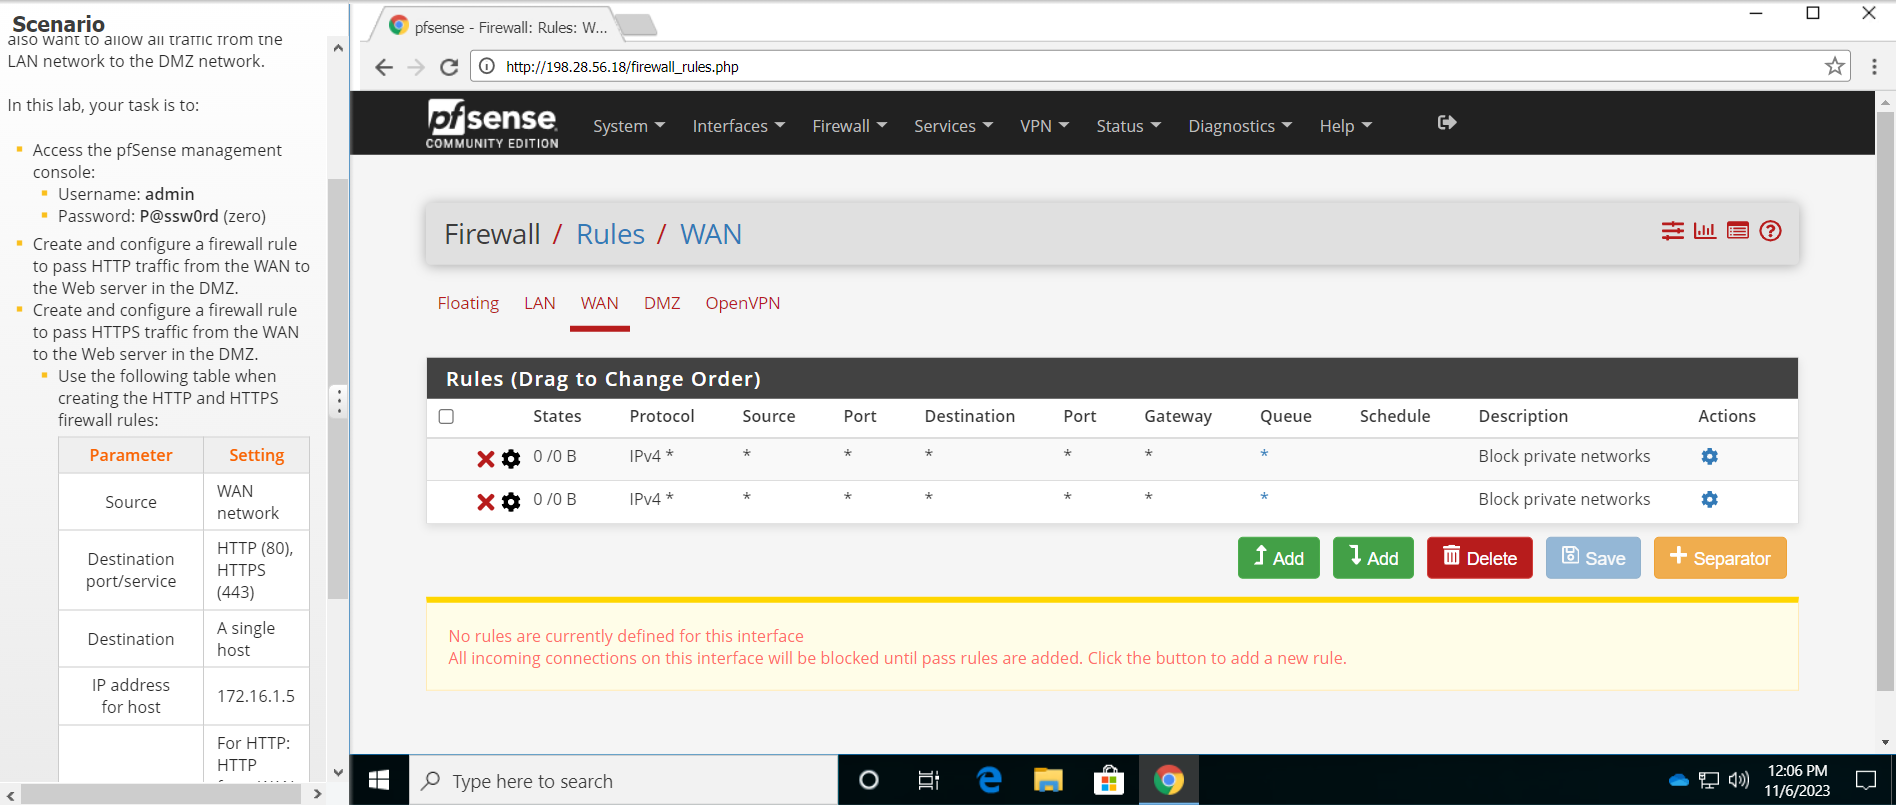 Scenario
also want to allow all traffic from the
LAN network to the DMZ network.
In this lab, your task is to:
Access the pfSense management
console:
Username: admin
Password: P@ssw0rd (zero)
Create and configure a firewall rule
to pass HTTP traffic from the WAN to
the Web server in the DMZ.
Create and configure a firewall rule
to pass HTTPS traffic from the WAN
to the Web server in the DMZ.
Use the following table when
creating the HTTP and HTTPS
firewall rules:
Parameter Setting
Source WAN network
Destination port/service HTTP (80), HTTPS (443)
Destination A single host
IP address for host 172.16.1.5
For HTTP:
HTTP
pfsense - Firewall: Rules: W...
http://198.28.56.18/firewall_rules.php
pfsense
COMMUNITY EDITION
System Interfaces Firewall Services VPN Status Diagnostics Help
Firewall / Rules / WAN
Floating LAN WAN DMZ OpenVPN
Rules (Drag to Change Order)
States Protocol Source Port Destination Port Gateway Queue Schedule Description Actions
0 /0 B IPv4 * * * * * * * Block private networks
0 /0 B IPv4 * * * * * * * Block private networks
Add Add Delete Save Separator
No rules are currently defined for this interface
All incoming connections on this interface will be blocked until pass rules are added. Click the button to add a new rule.
Type here to search
12:06 PM
11/6/2023